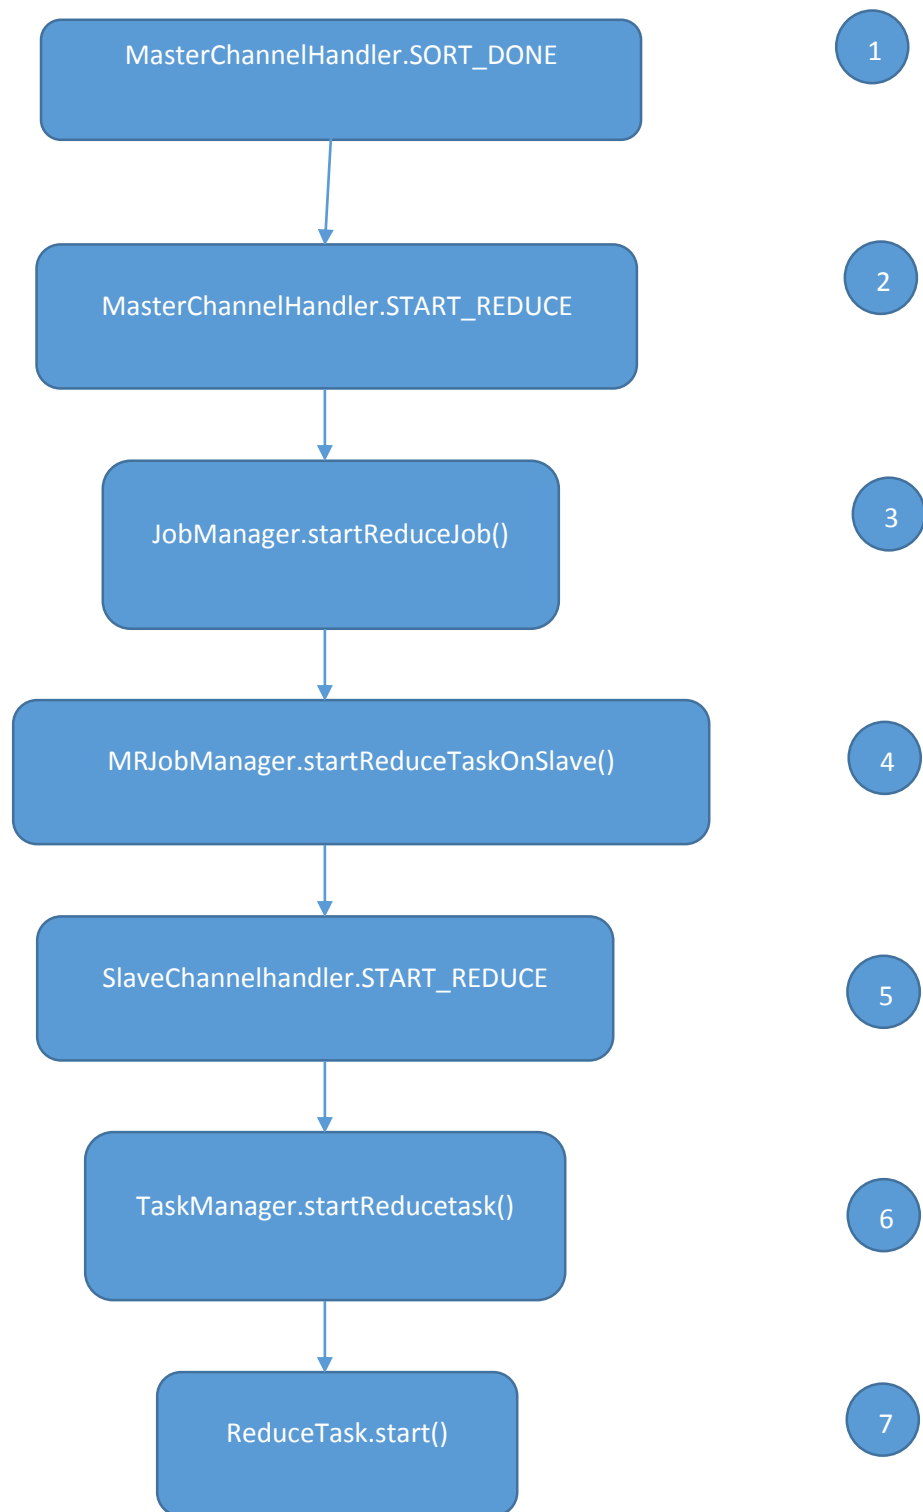 MasterChannelHandler.SORT_DONE
1
MasterChannelHandler.START_REDUCE
2
JobManager.startReduceJob()
3
MRJobManager.startReduceTaskOnSlave()
4
SlaveChannelhandler.START_REDUCE
5
TaskManager.startReducetask()
6
ReduceTask.start()
7